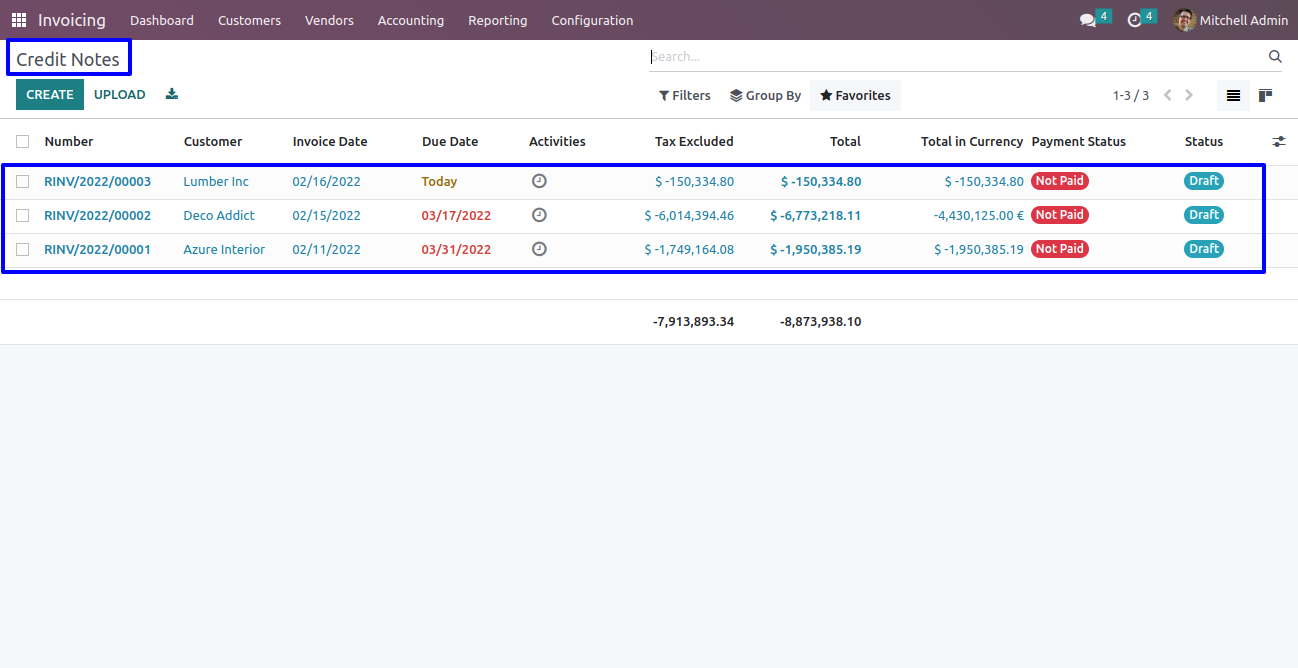 Invoicing Dashboard Customers Vendors Accounting Reporting Configuration 4 4 Mitchell Admin
Credit Notes Search...
CREATE UPLOAD Filters Group By Favorites 1-3 / 3
Number Customer Invoice Date Due Date Activities Tax Excluded Total Total in Currency Payment Status Status
RINV/2022/00003 Lumber Inc 02/16/2022 Today $ -150,334.80 $ -150,334.80 $ -150,334.80 Not Paid Draft
RINV/2022/00002 Deco Addict 02/15/2022 03/17/2022 $ -6,014,394.46 $ -6,773,218.11 -4,430,125.00 € Not Paid Draft
RINV/2022/00001 Azure Interior 02/11/2022 03/31/2022 $ -1,749,164.08 $ -1,950,385.19 $ -1,950,385.19 Not Paid Draft
-7,913,893.34 -8,873,938.10